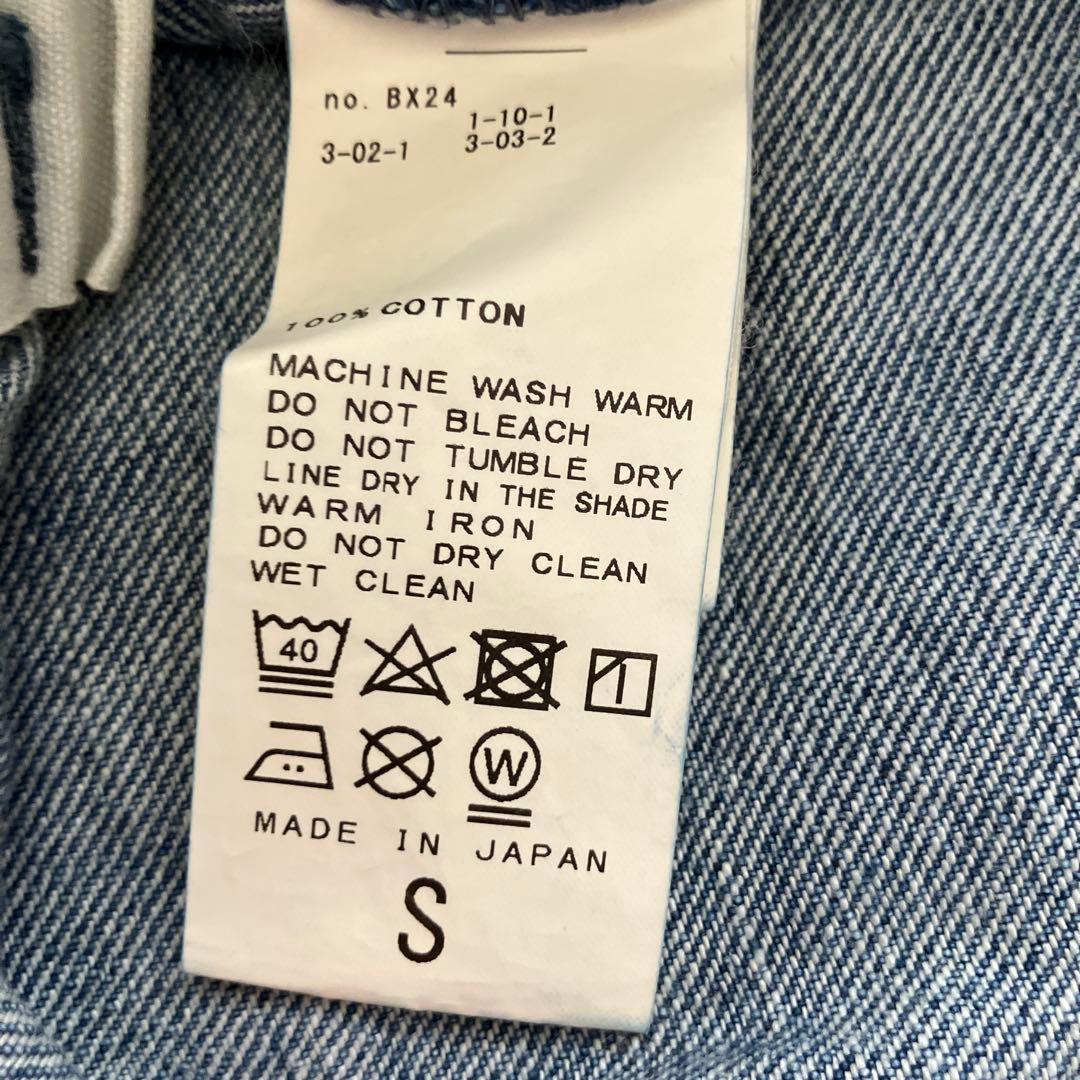 no. BX24
1-10-1
3-02-1 3-03-2
100% COTTON
MACHINE WASH WARM
DO NOT BLEACH
DO NOT TUMBLE DRY
LINE DRY IN THE SHADE
WARM IRON
DO NOT DRY CLEAN
WET CLEAN
40
W
MADE IN JAPAN
S